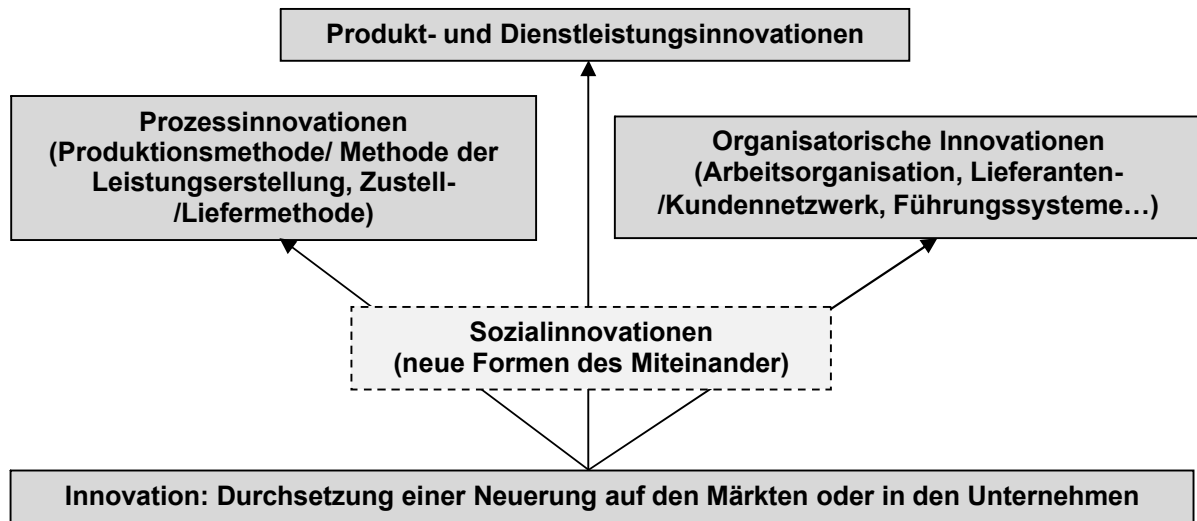 Produkt- und Dienstleistungsinnovationen
Prozessinnovationen
(Produktionsmethode/ Methode der
Leistungserstellung, Zustell-
/Liefermethode)
Organisatorische Innovationen
(Arbeitsorganisation, Lieferanten-
/Kundennetzwerk, Führungssysteme…)
Sozialinnovationen
(neue Formen des Miteinander)
Innovation: Durchsetzung einer Neuerung auf den Märkten oder in den Unternehmen